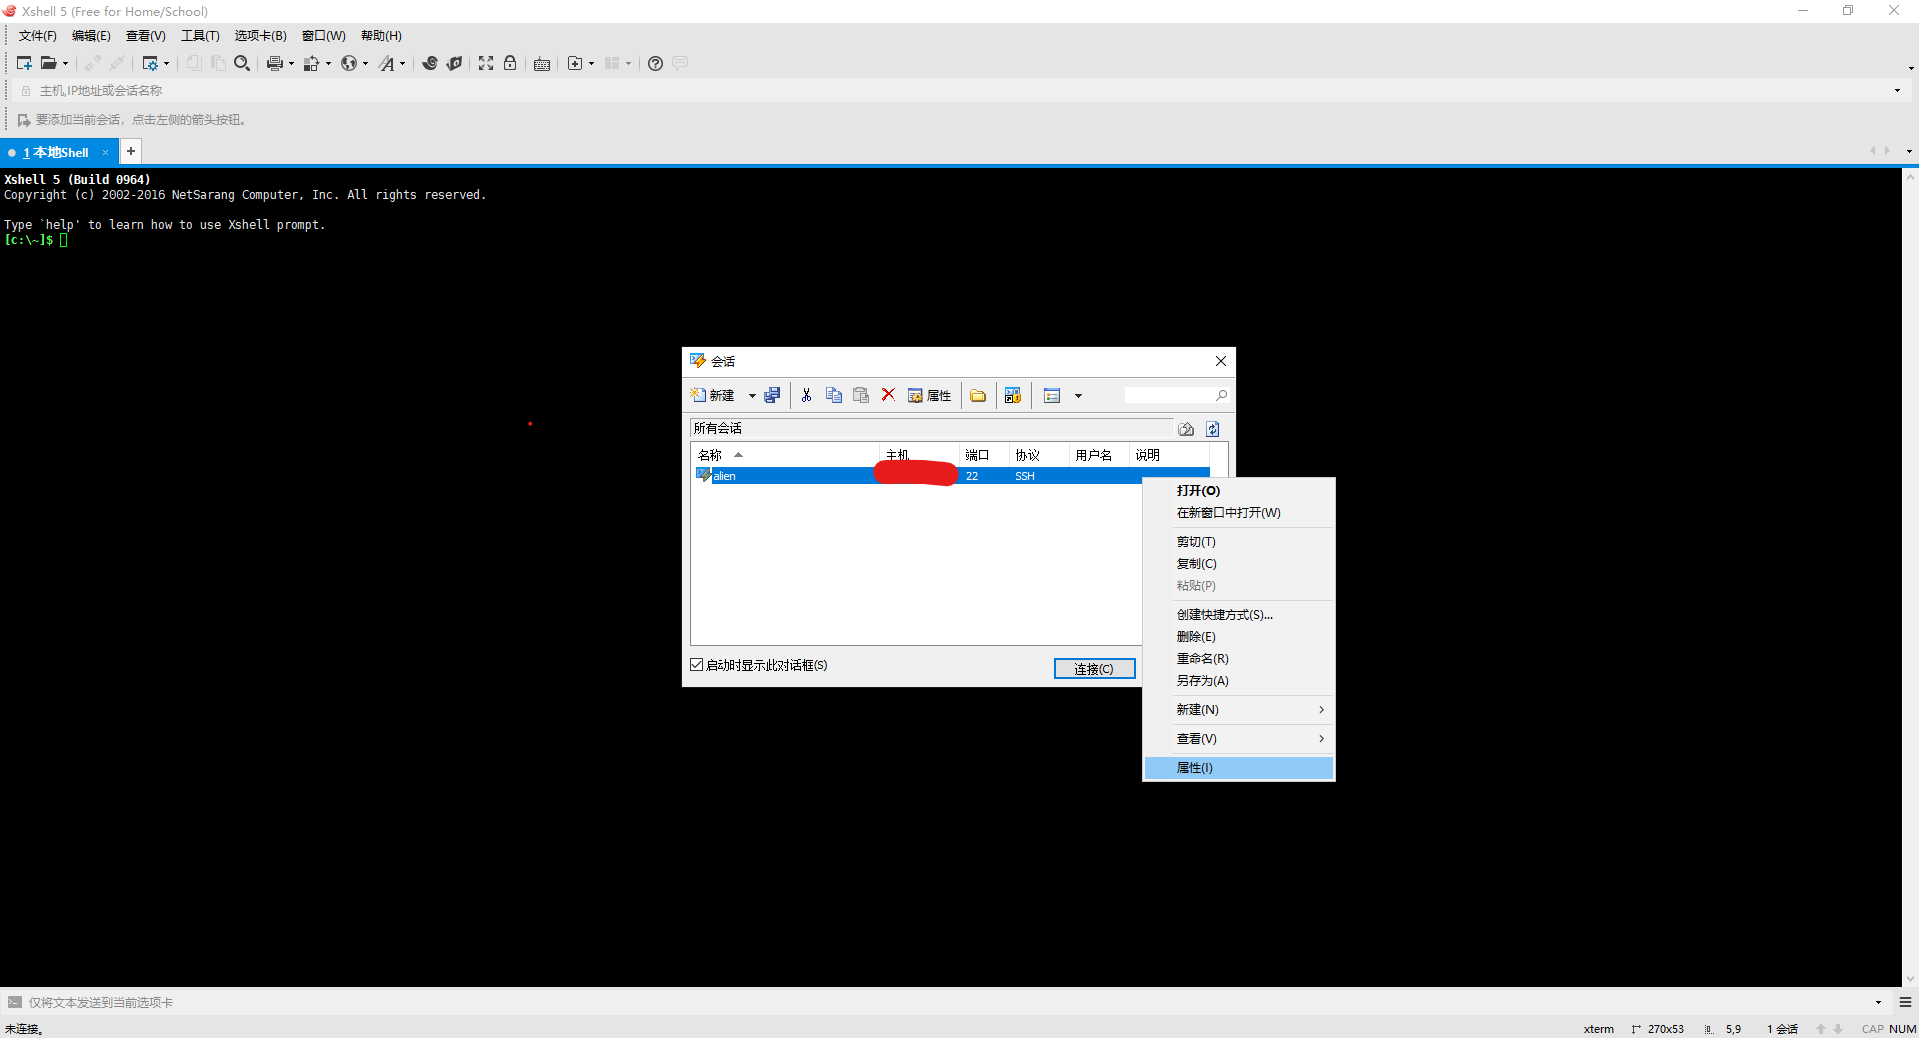 Xshell 5 (Free for Home/School)
文件(F) 编辑(E) 查看(V) 工具(T) 选项卡(B) 窗口(W) 帮助(H)
主机,IP地址或会话名称
要添加当前会话，点击左侧的箭头按钮。
1 本地Shell × +
Xshell 5 (Build 0964)
Copyright (c) 2002-2016 NetSarang Computer, Inc. All rights reserved.
Type `help' to learn how to use Xshell prompt.
[c:\~]$
会话
新建 属性
所有会话
名称 主机 端口 协议 用户名 说明
alien 22 SSH
启动时显示此对话框(S) 连接(C)
打开(O)
在新窗口中打开(W)
剪切(T)
复制(C)
粘贴(P)
创建快捷方式(S)...
删除(E)
重命名(R)
另存为(A)
新建(N)
查看(V)
属性(I)
仅将文本发送到当前选项卡
未连接。 xterm 270x53 5,9 1 会话 CAP NUM